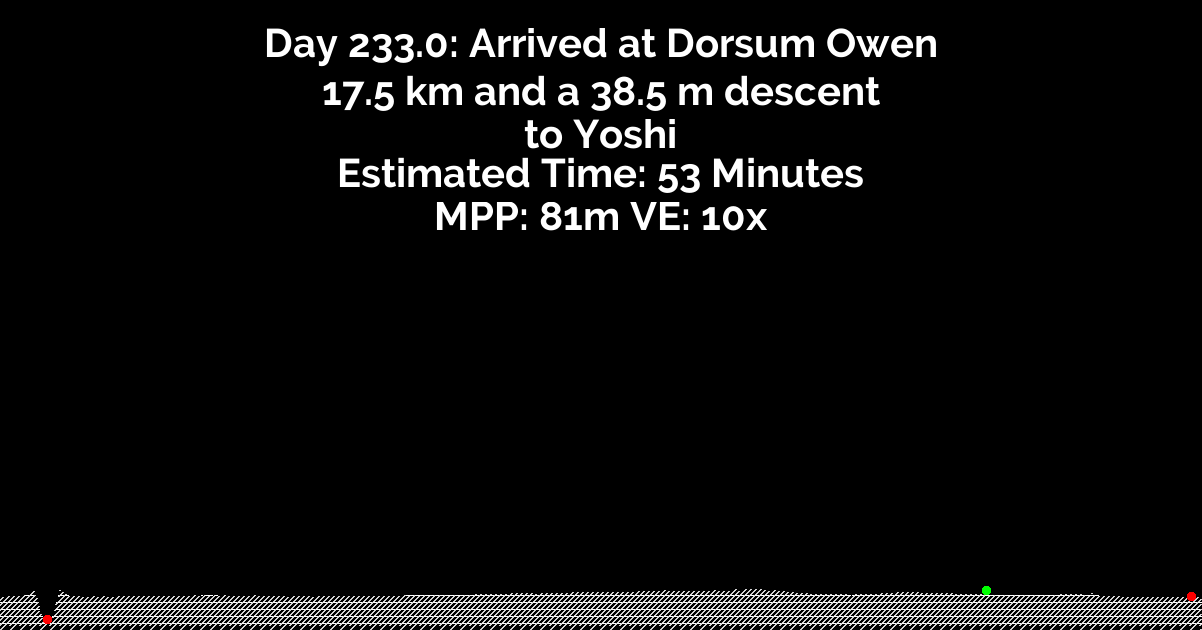 Day 233.0: Arrived at Dorsum Owen
17.5 km and a 38.5 m descent
to Yoshi
Estimated Time: 53 Minutes
MPP: 81m VE: 10x